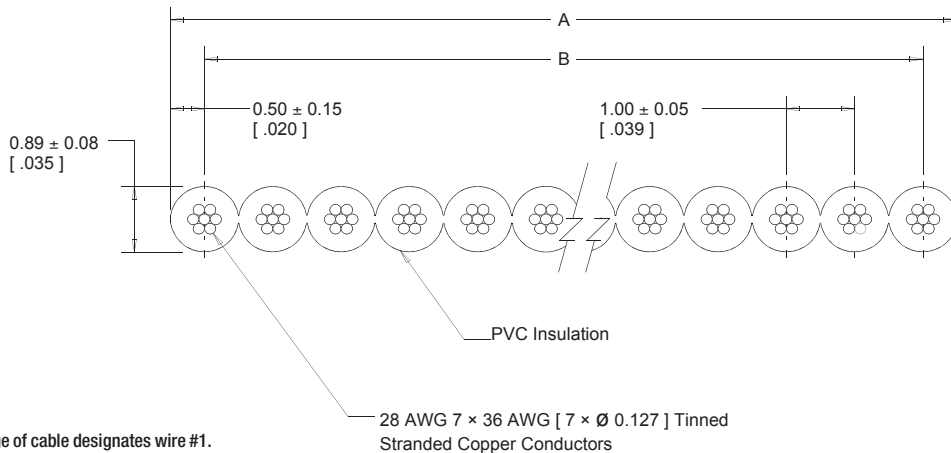 A
B
0.50 ± 0.15
[ .020 ]
1.00 ± 0.05
[ .039 ]
0.89 ± 0.08
[ .035 ]
PVC Insulation
28 AWG 7 × 36 AWG [ 7 × Ø 0.127 ] Tinned
Stranded Copper Conductors
of cable designates wire #1.